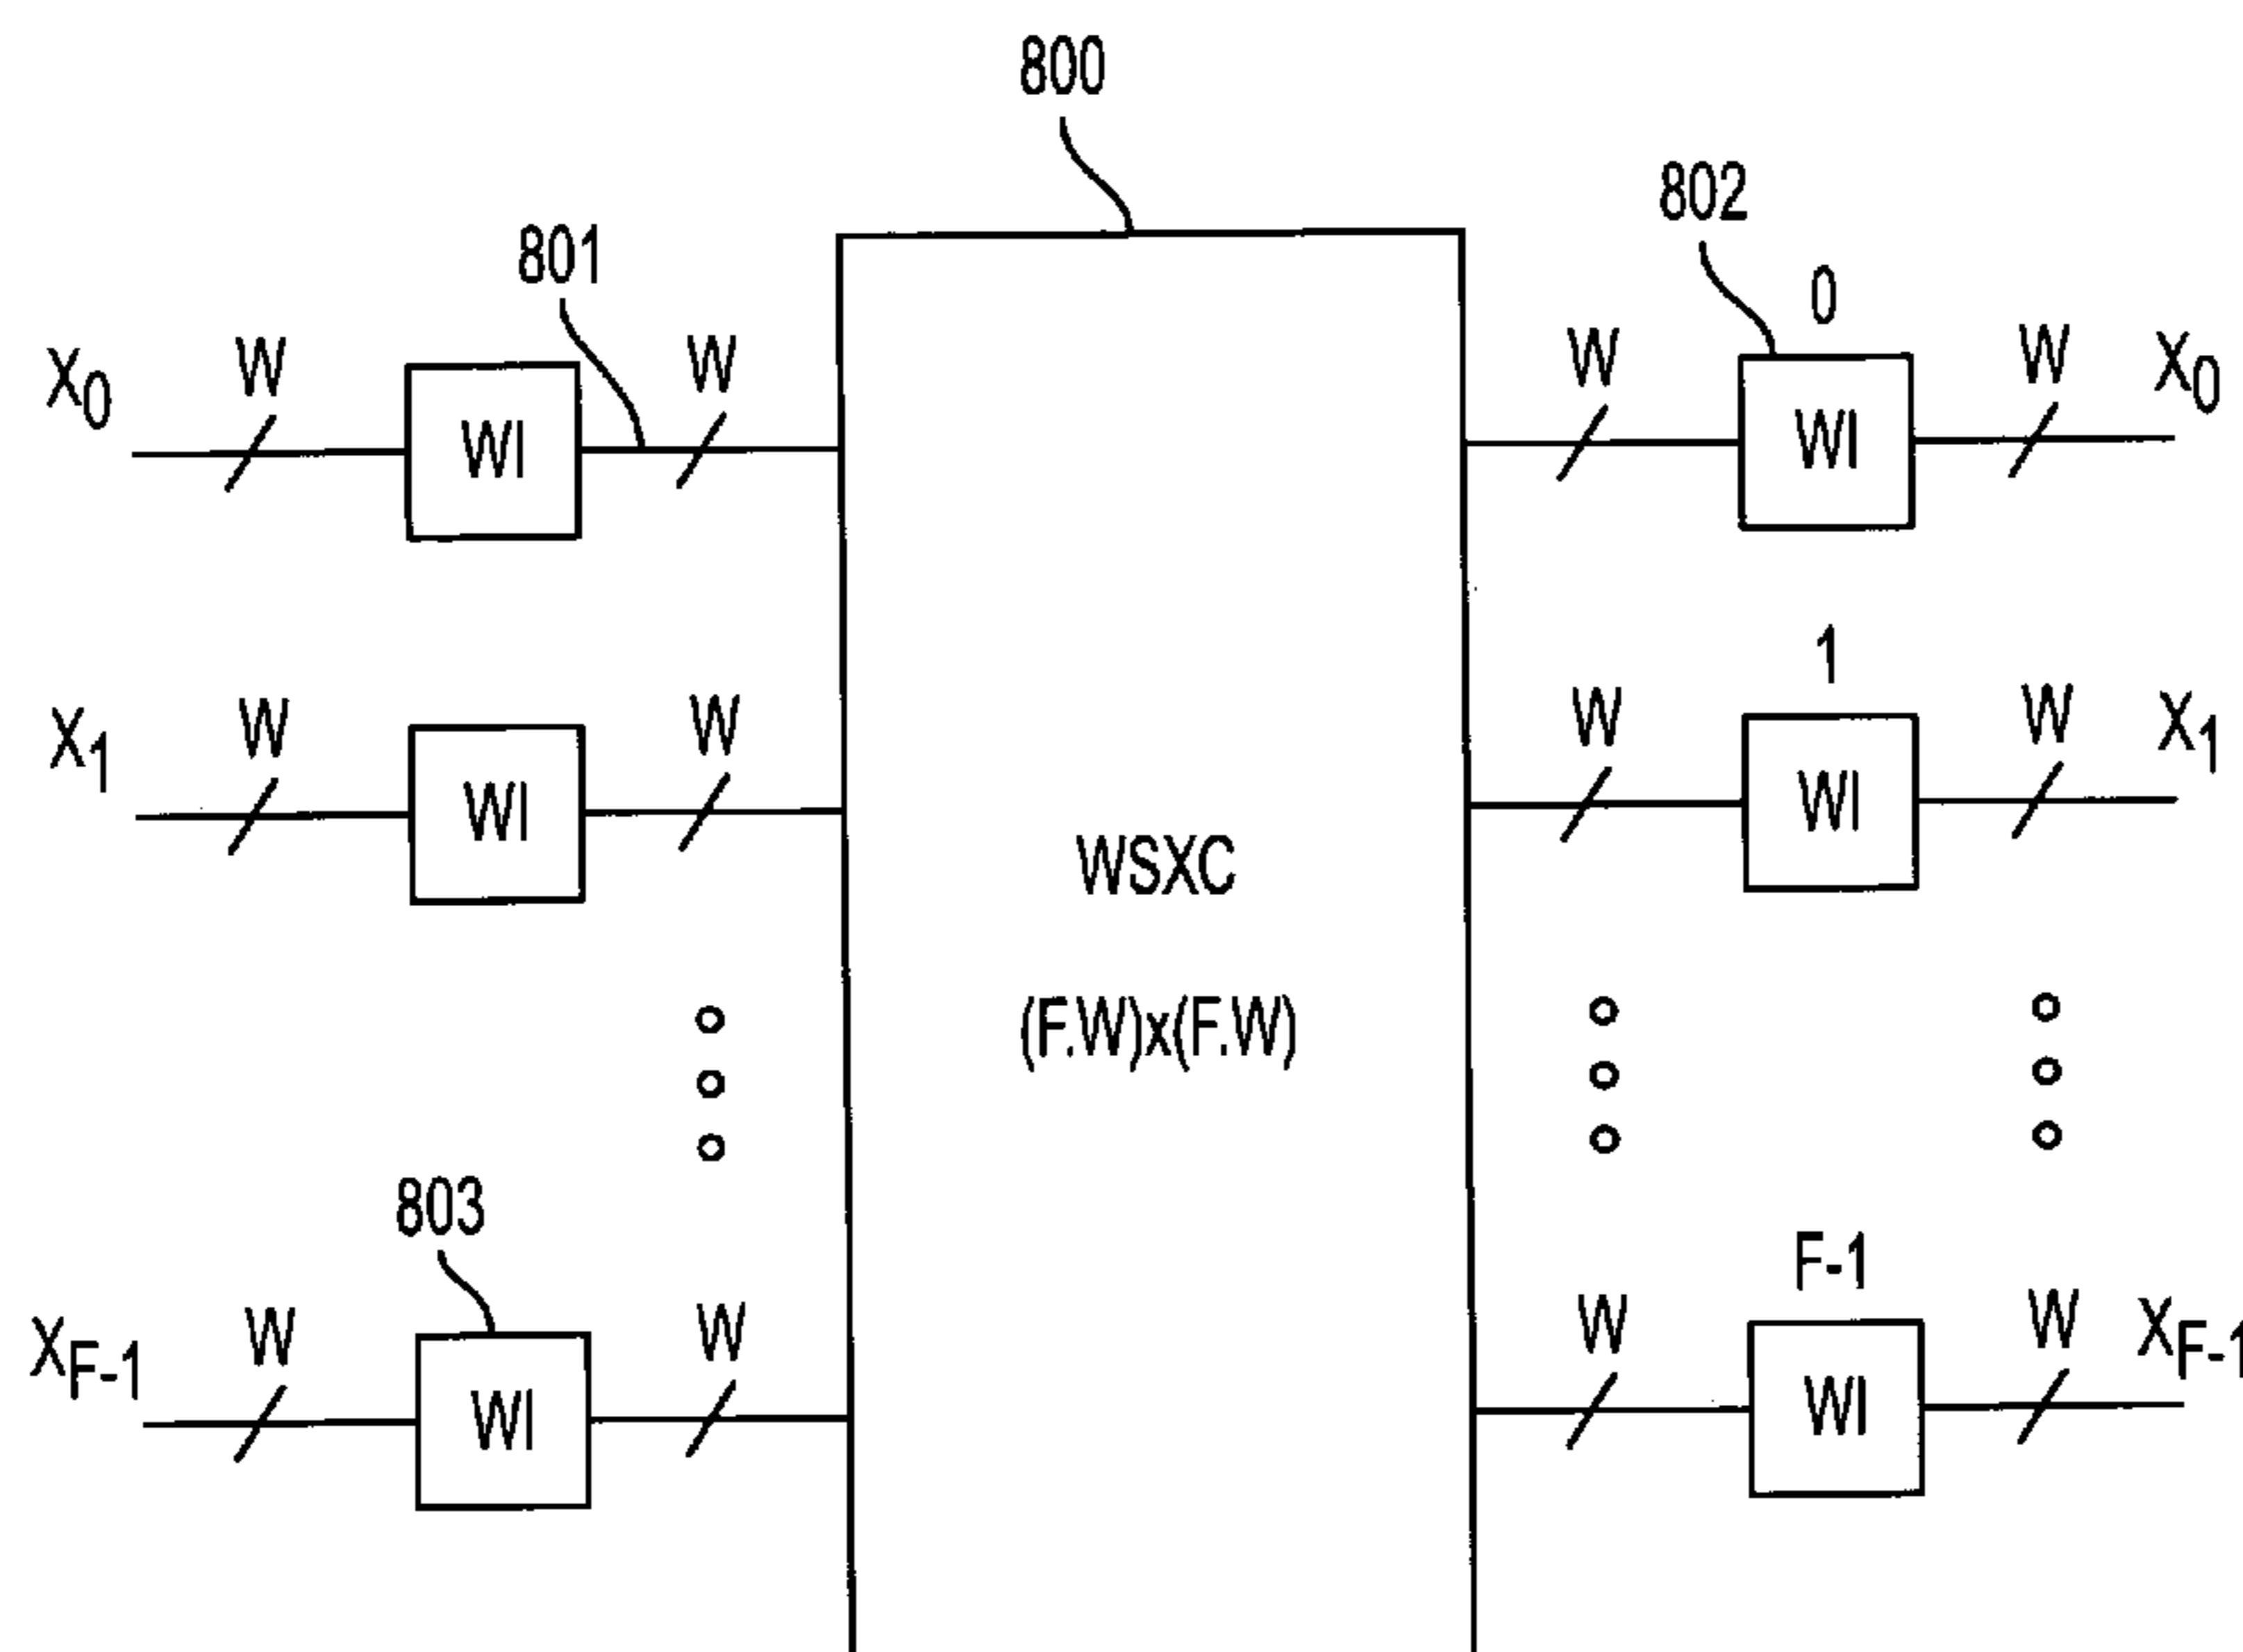 800
802
801
0
X0 W W W W X0
WI WI
1
X1 W W W W X1
WI WI
WSXC
(F.W)x(F.W)
803
F-1
XF-1 W W W W XF-1
WI WI